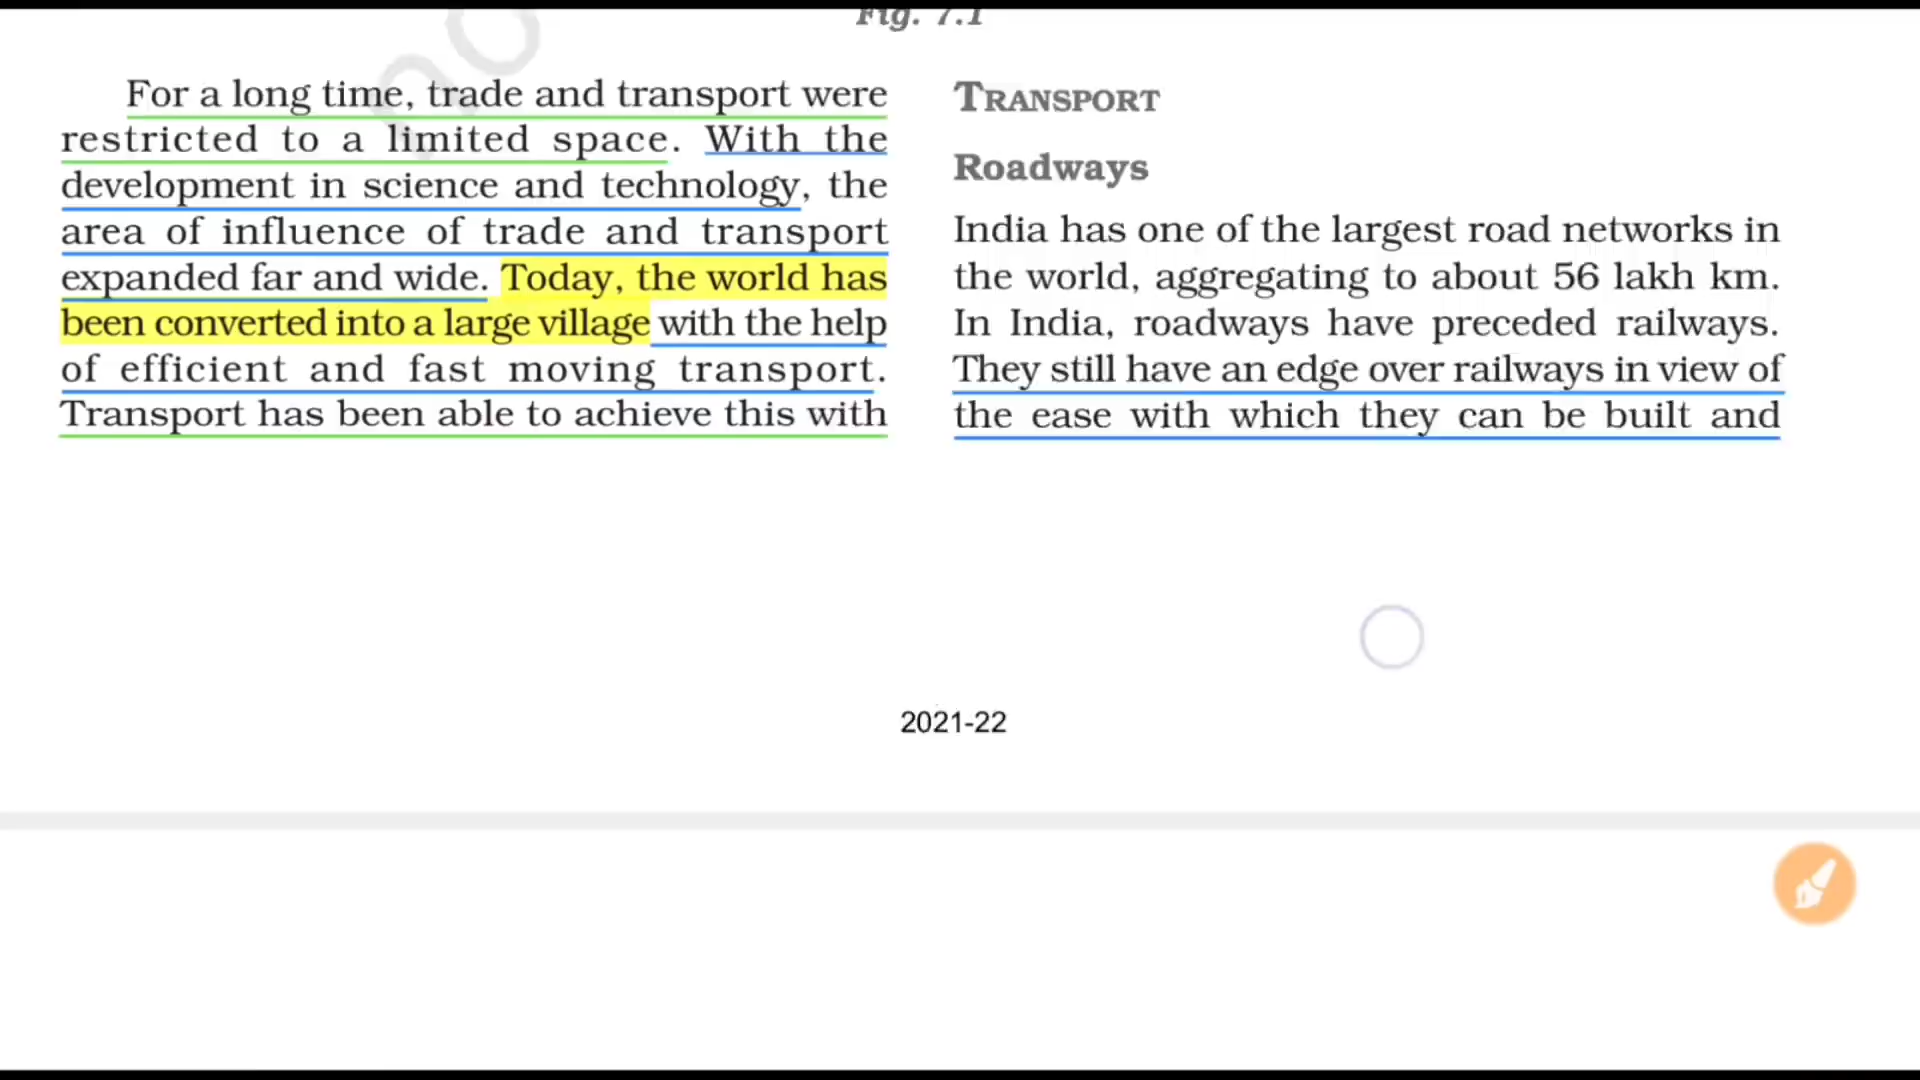 Fig. 7.1
For a long time, trade and transport were
restricted to a limited space. With the
development in science and technology, the
area of influence of trade and transport
expanded far and wide. Today, the world has
been converted into a large village with the help
of efficient and fast moving transport.
Transport has been able to achieve this with
TRANSPORT
Roadways
India has one of the largest road networks in
the world, aggregating to about 56 lakh km.
In India, roadways have preceded railways.
They still have an edge over railways in view of
the ease with which they can be built and
2021-22
no